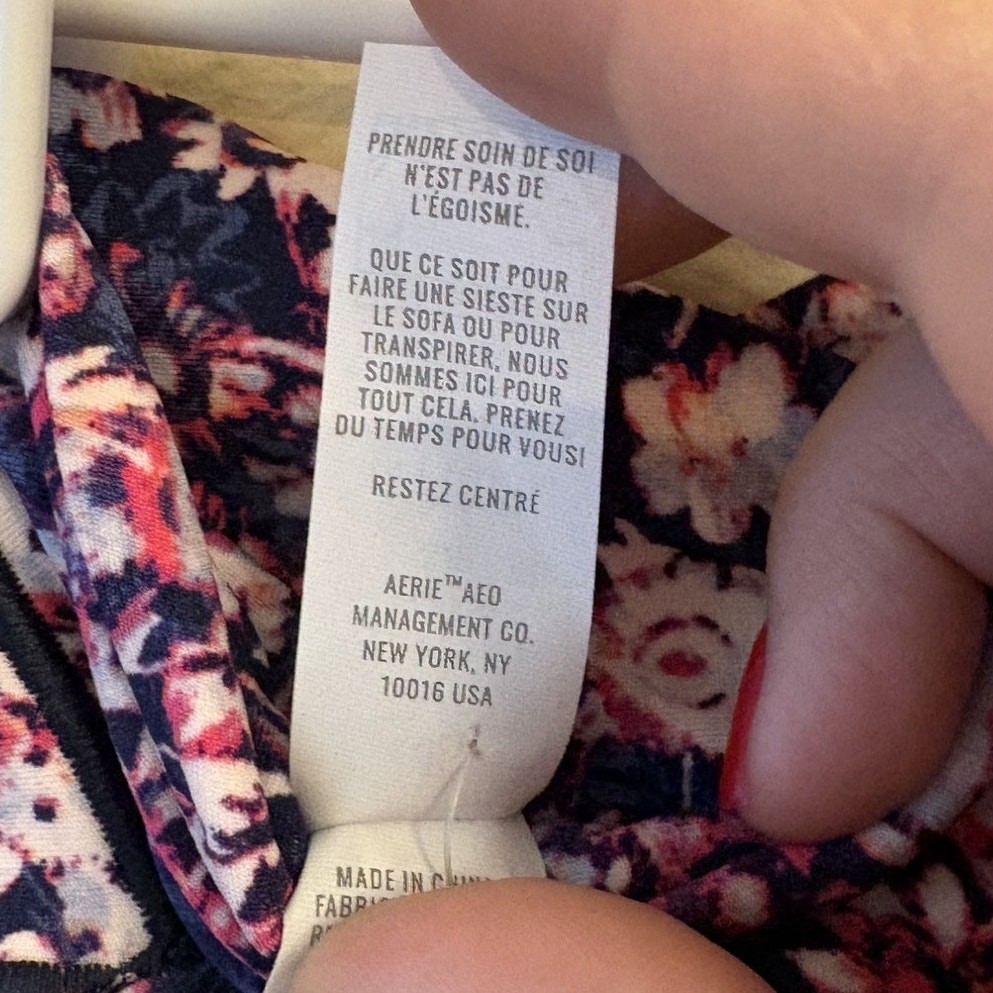 PRENDRE SOIN DE SOI
N'EST PAS DE
L'ÉGOISME.
QUE CE SOIT POUR
FAIRE UNE SIESTE SUR
LE SOFA OU POUR
TRANSPIRER, NOUS
SOMMES ICI POUR
TOUT CELA. PRENEZ
DU TEMPS POUR VOUS!
RESTEZ CENTRÉ
AERIE™AEO
MANAGEMENT CO.
NEW YORK, NY
10016 USA
MADE IN